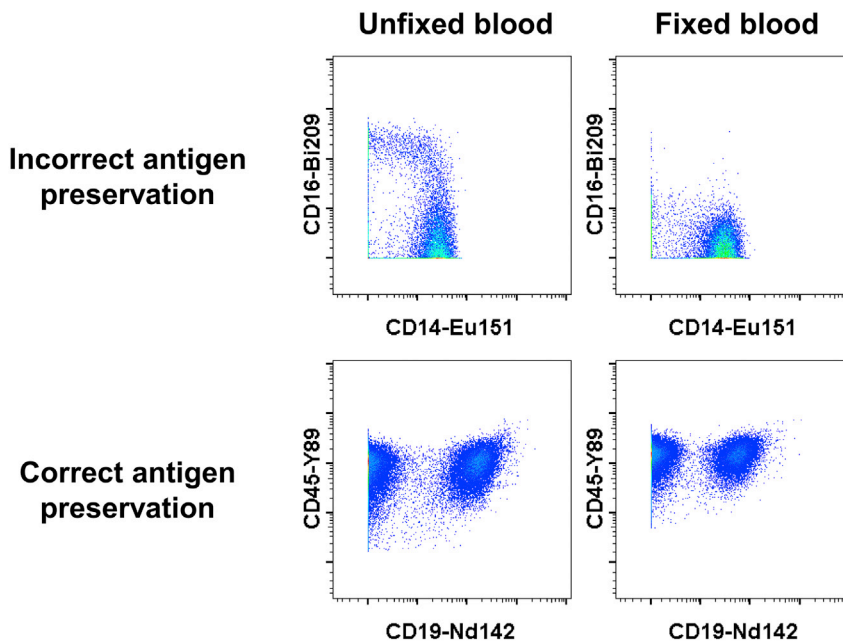 Unfixed blood
Fixed blood
Incorrect antigen
preservation
CD16-Bi209
CD16-Bi209
CD14-Eu151
CD14-Eu151
Correct antigen
preservation
CD45-Y89
CD45-Y89
CD19-Nd142
CD19-Nd142